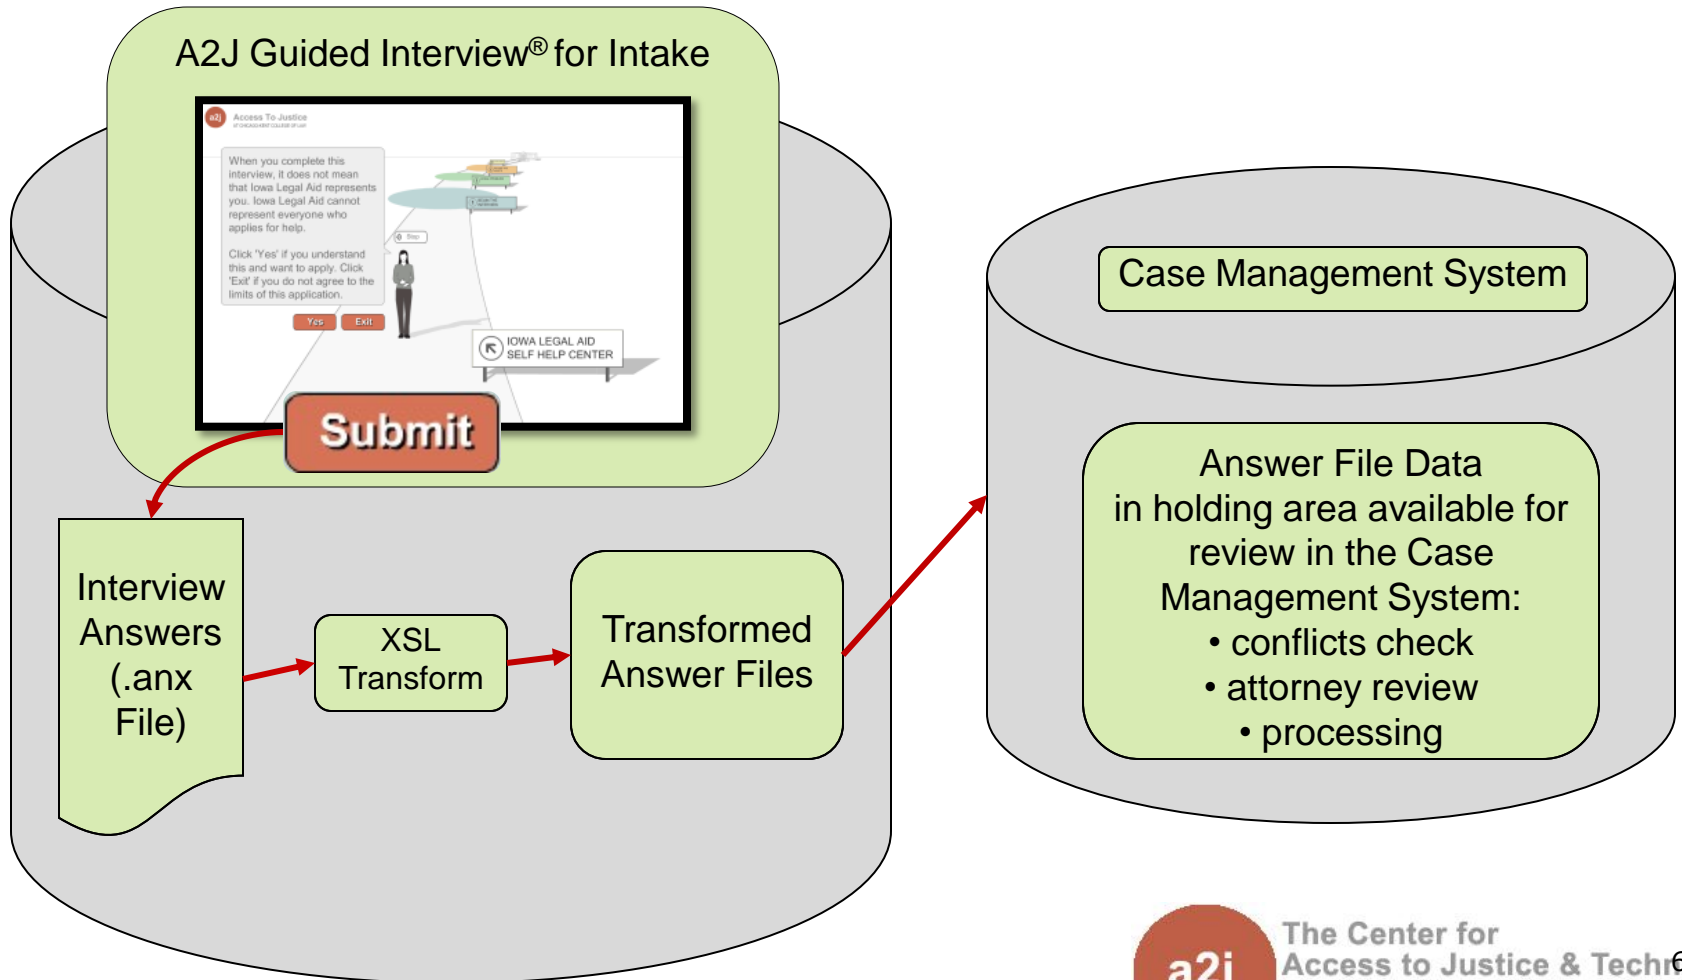 A2J Guided Interview® for Intake
a2j
Access To Justice
When you complete this
interview, it does not mean
that Iowa Legal Aid represents
you. Iowa Legal Aid cannot
represent everyone who
applies for help.
Click 'Yes' if you understand
this and want to apply. Click
'Exit' if you do not agree to the
limits of this application.
Yes
Exit
Stop
IOWA LEGAL AID
SELF HELP CENTER
Submit
Interview
Answers
(.anx
File)
XSL
Transform
Transformed
Answer Files
Case Management System
Answer File Data
in holding area available for
review in the Case
Management System:
• conflicts check
• attorney review
• processing
a2j
The Center for
Access to Justice & Techn
6